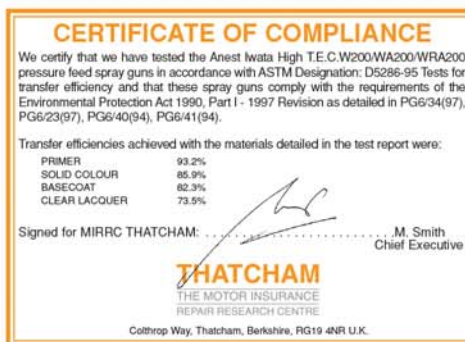 CERTIFICATE OF COMPLIANCE
We certify that we have tested the Anest Iwata High T.E.C.W200/WA200/WRA200
pressure feed spray guns in accordance with ASTM Designation: D5286-95 Tests for
transfer efficiency and that these spray guns comply with the requirements of the
Environmental Protection Act 1990, Part I - 1997 Revision as detailed in PG6/34(97),
PG6/23(97), PG6/40(94), PG6/41(94).
Transfer efficiencies achieved with the materials detailed in the test report were:
PRIMER 93.2%
SOLID COLOUR 85.9%
BASECOAT 82.3%
CLEAR LACQUER 73.5%
Signed for MIRRC THATCHAM: . . . . . . . . . . . . . . . . . . . . . . . . . . . . . .M. Smith
Chief Executive
THATCHAM
THE MOTOR INSURANCE
REPAIR RESEARCH CENTRE
Colthrop Way, Thatcham, Berkshire, RG19 4NR U.K.